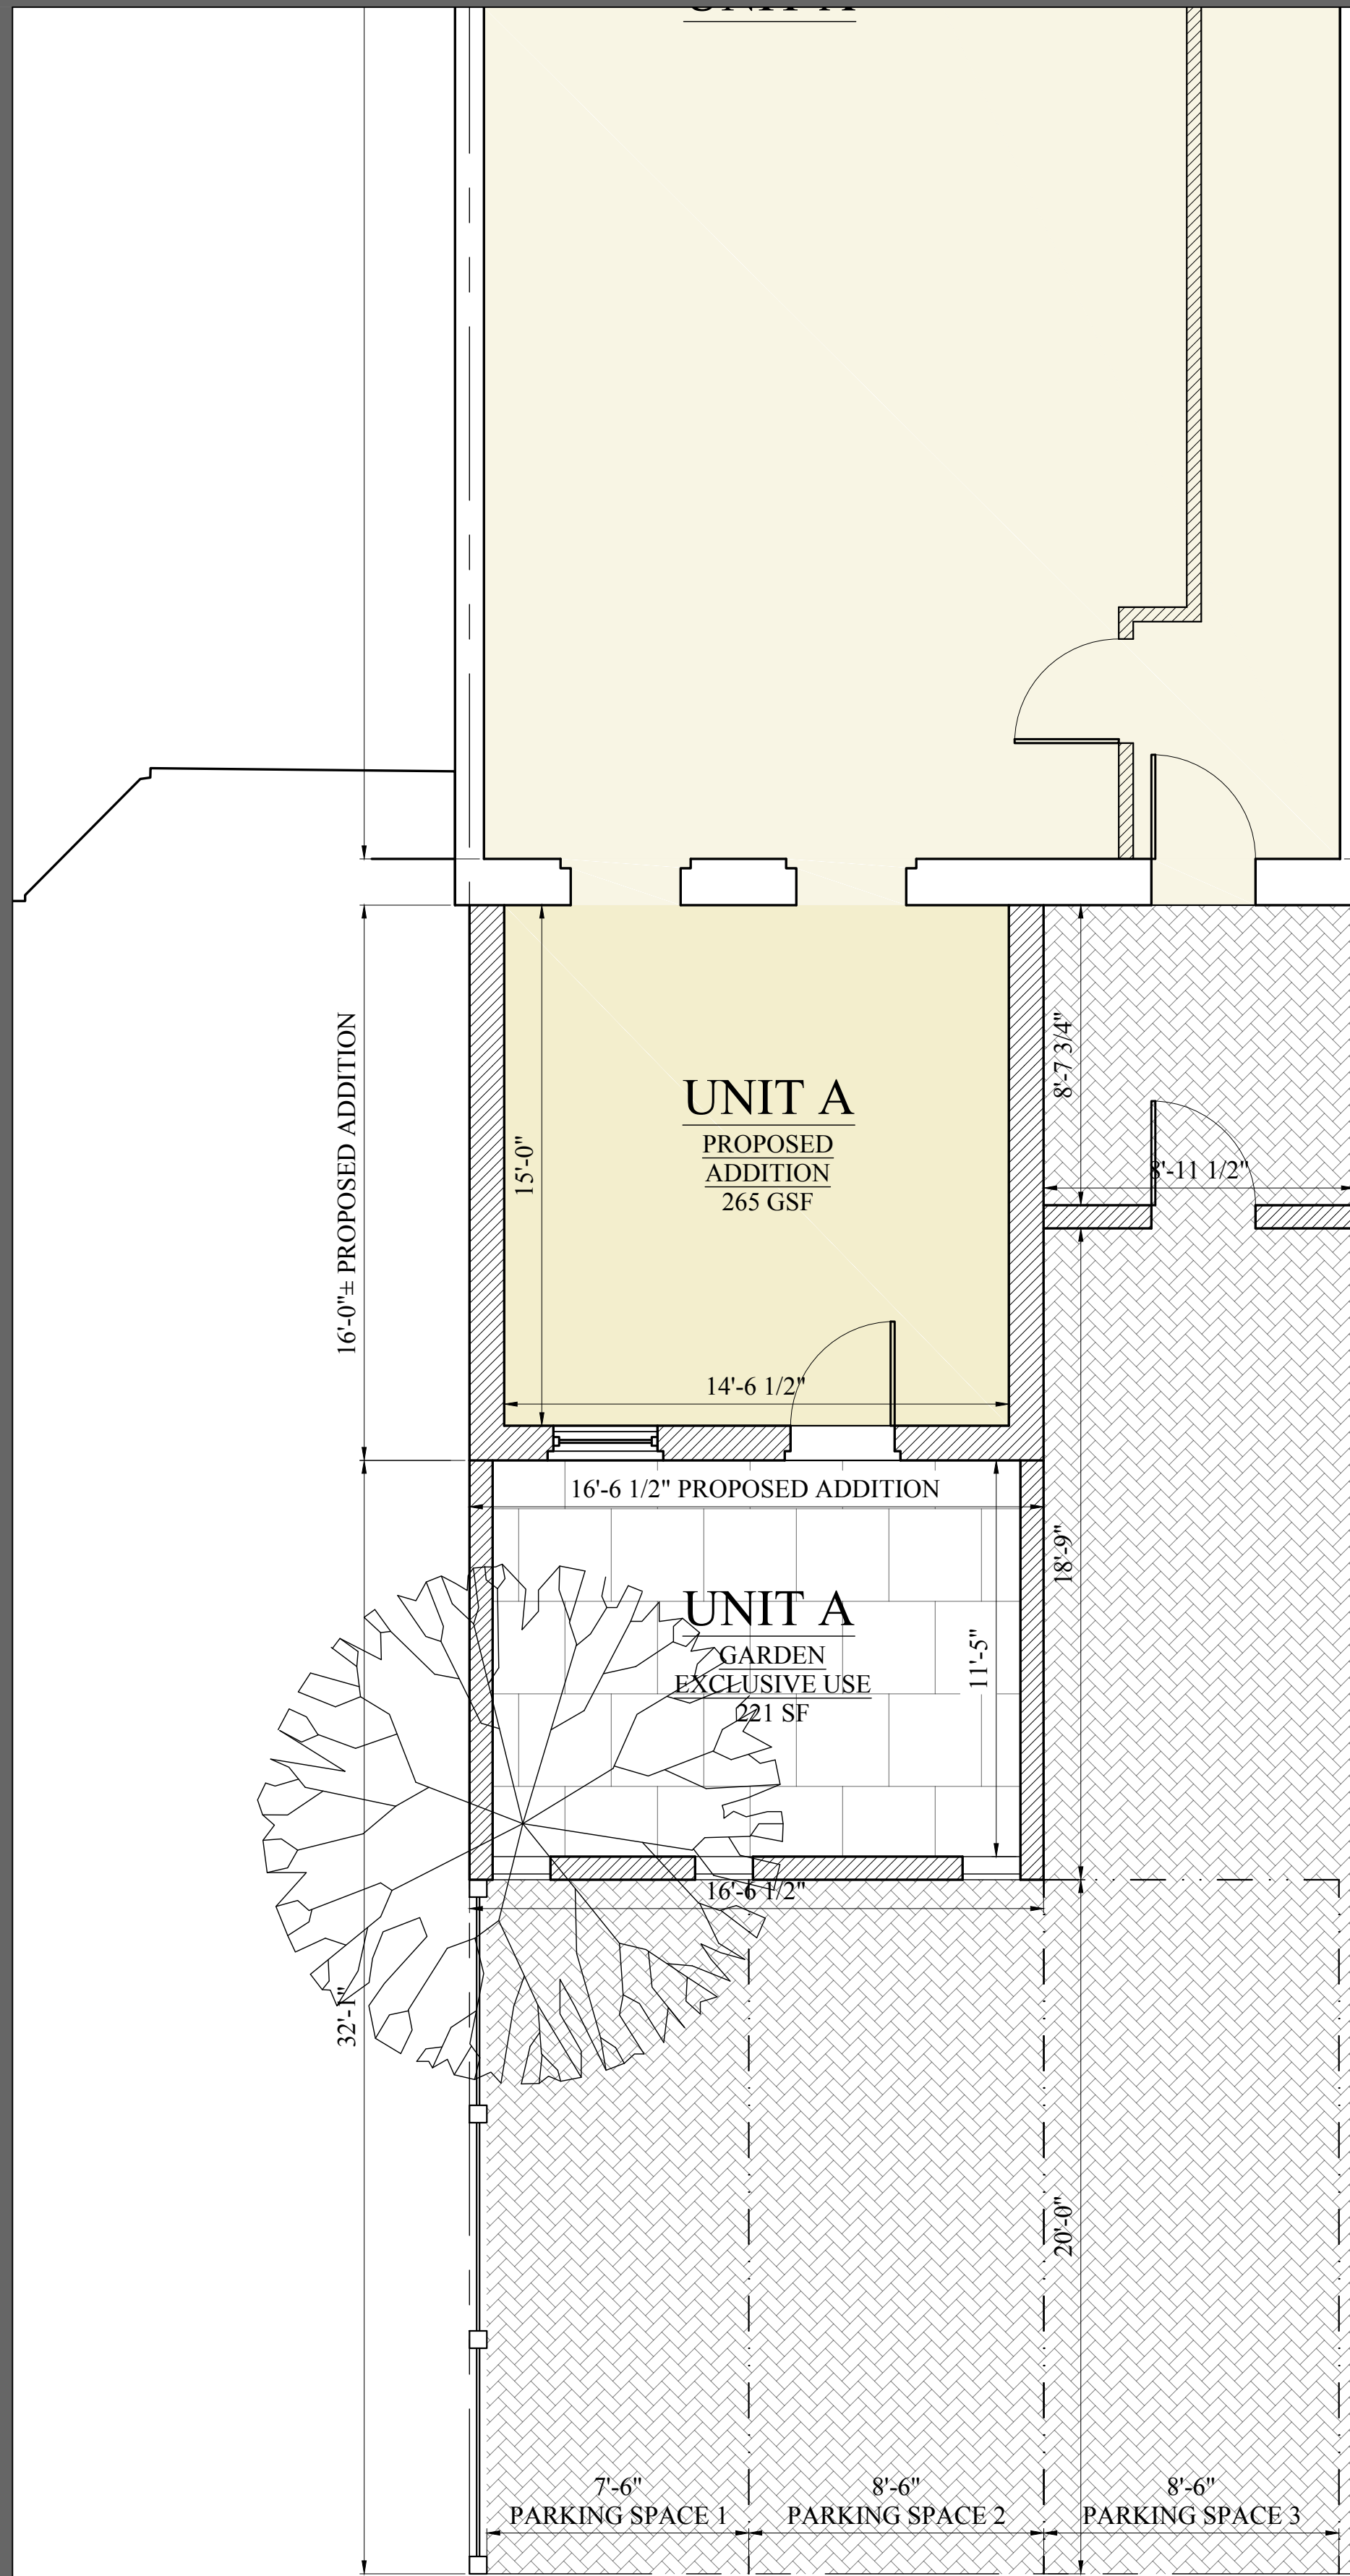 UNIT A
8'-7 3/4"
16'-0"± PROPOSED ADDITION
UNIT A
PROPOSED
ADDITION
265 GSF
15'-0"
8'-11 1/2"
14'-6 1/2"
16'-6 1/2" PROPOSED ADDITION
18'-9"
UNIT A
GARDEN
EXCLUSIVE USE
221 SF
11'-5"
16'-6 1/2"
32'-1"
20'-0"
7'-6"
PARKING SPACE 1
8'-6"
PARKING SPACE 2
8'-6"
PARKING SPACE 3